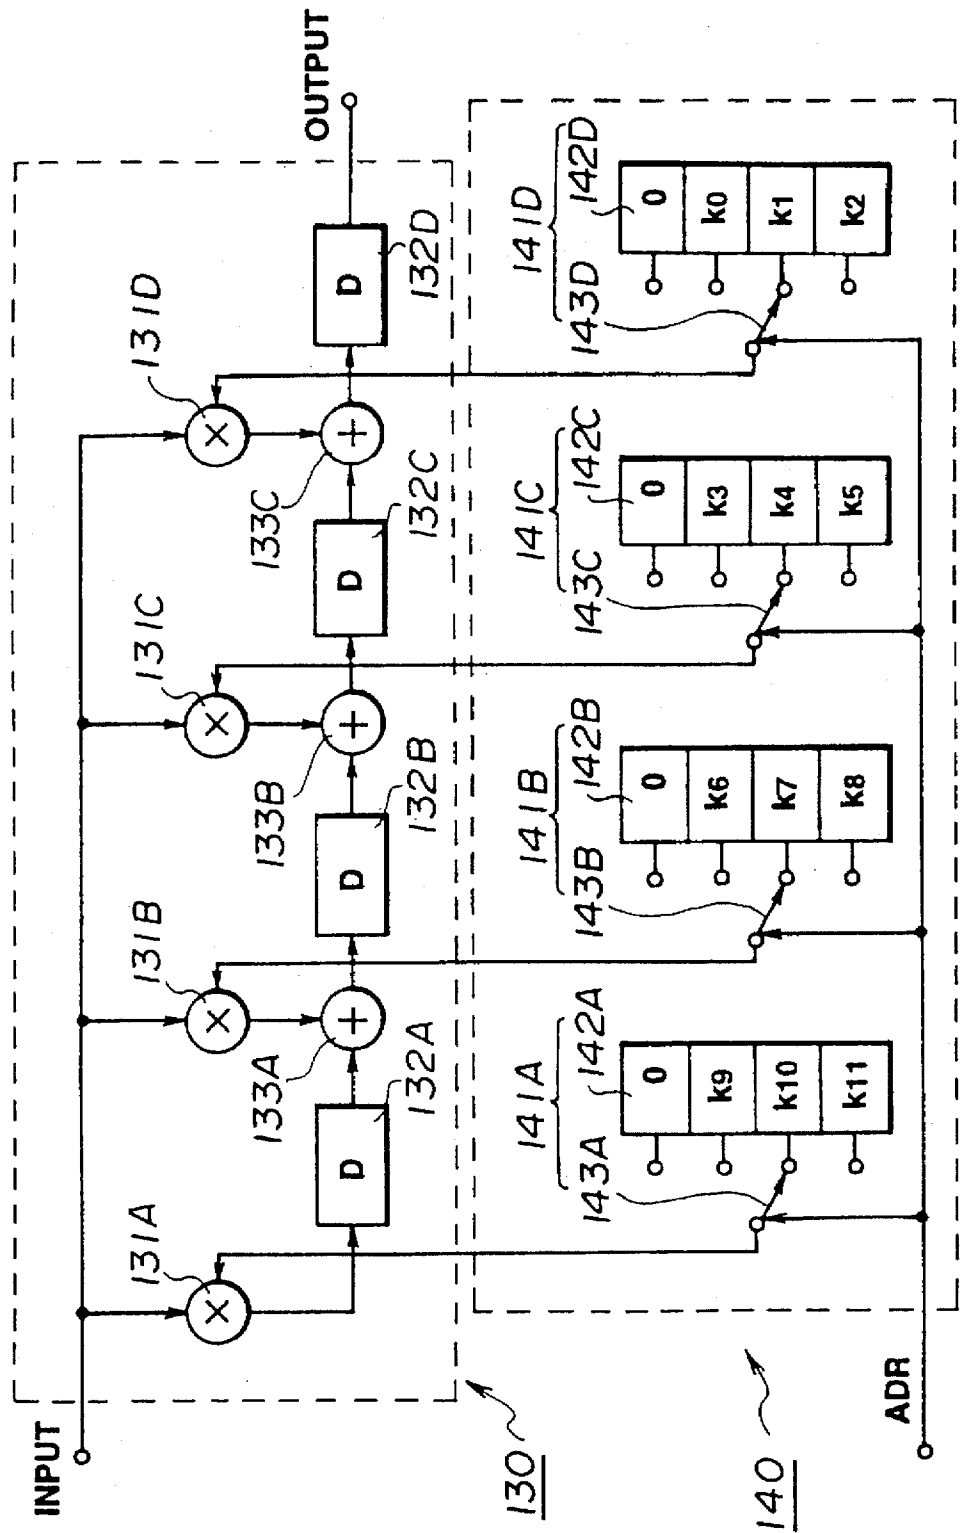 INPUT
OUTPUT
131A
131B
131C
131D
133A
133B
133C
D
D
D
D
132A
132B
132C
132D
130
141A
141B
141C
141D
143A
142A
143B
142B
143C
142C
143D
142D
0
k9
k10
k11
0
k6
k7
k8
0
k3
k4
k5
0
k0
k1
k2
140
ADR